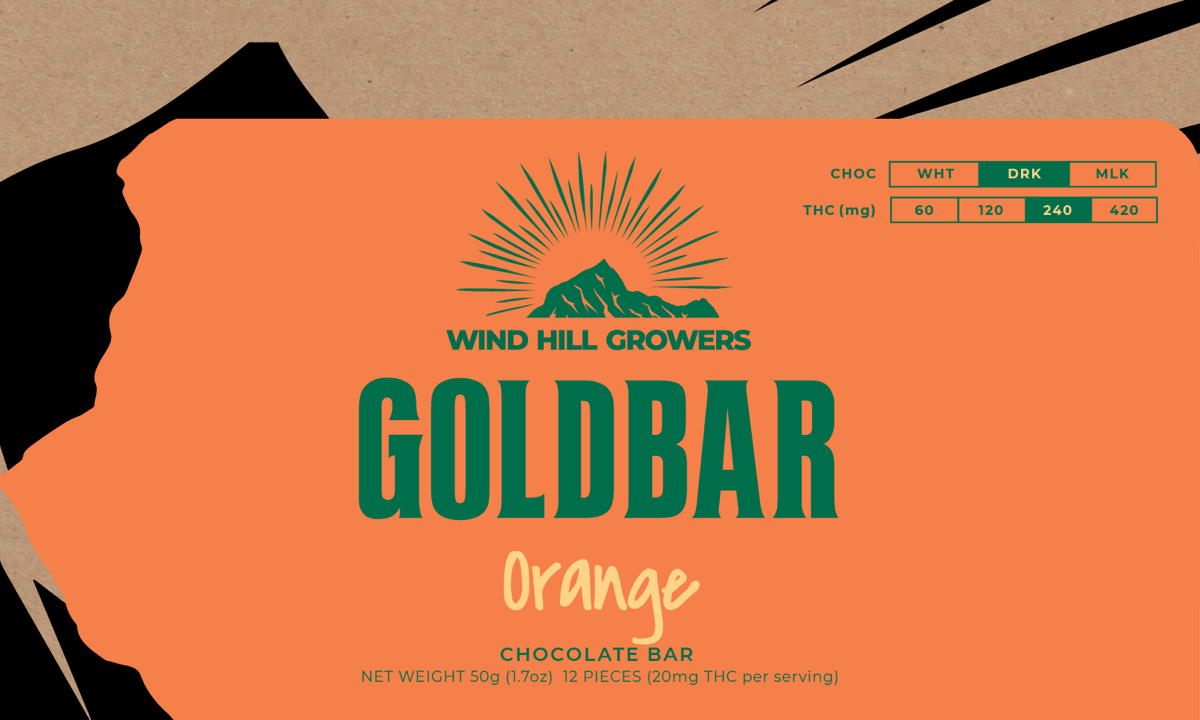 CHOC WHT DRK MLK
THC (mg) 60 120 240 420
WIND HILL GROWERS
GOLDBAR
Orange
CHOCOLATE BAR
NET WEIGHT 50g (1.7oz) 12 PIECES (20mg THC per serving)